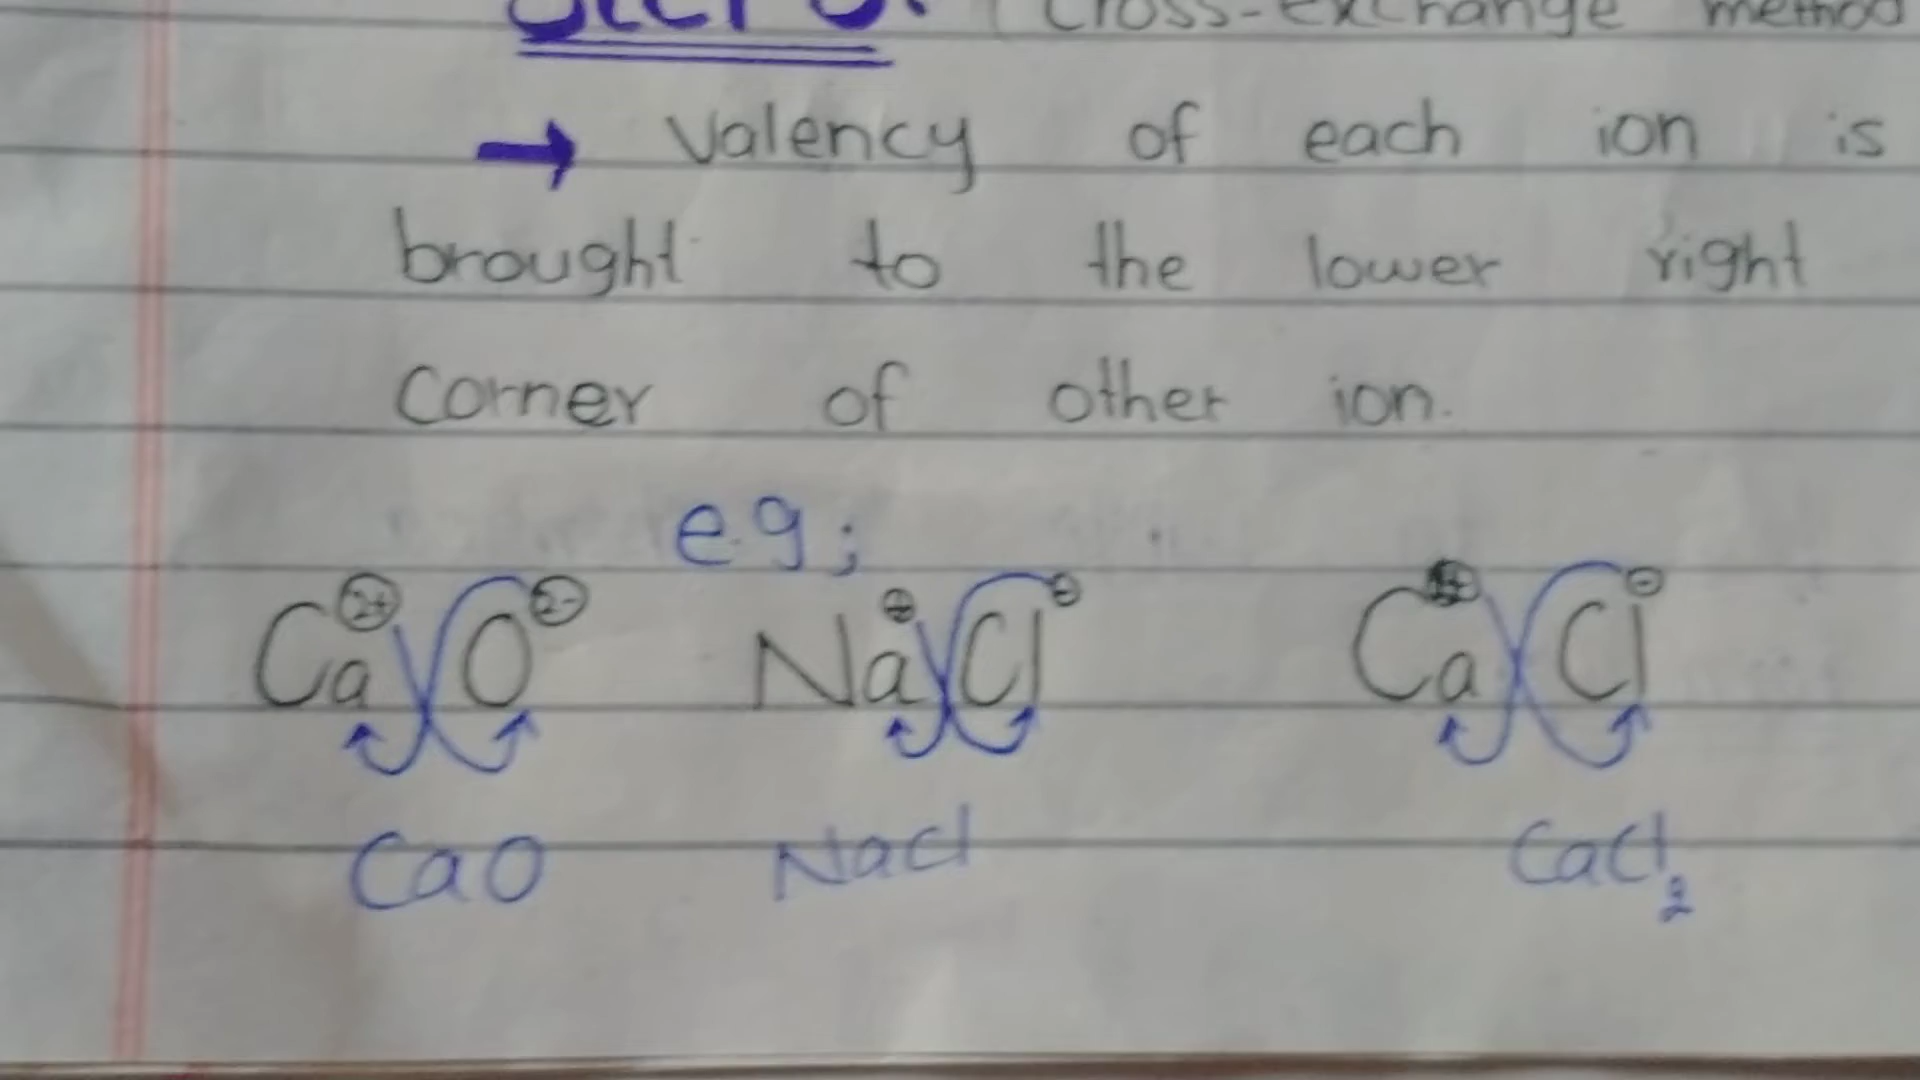 (Cross-exchange method
→ Valency of each ion is
brought to the lower right
corner of other ion.
e.g;
Ca²⁺ O²⁻ Na⁺ Cl⁻ Ca Cl⁻
CaO NaCl CaCl₂